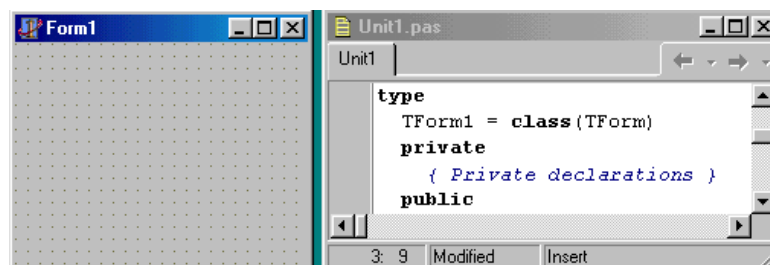 Form1
Unit1.pas
Unit1
type
TForm1 = class(TForm)
private
{ Private declarations }
public
3: 9 Modified Insert